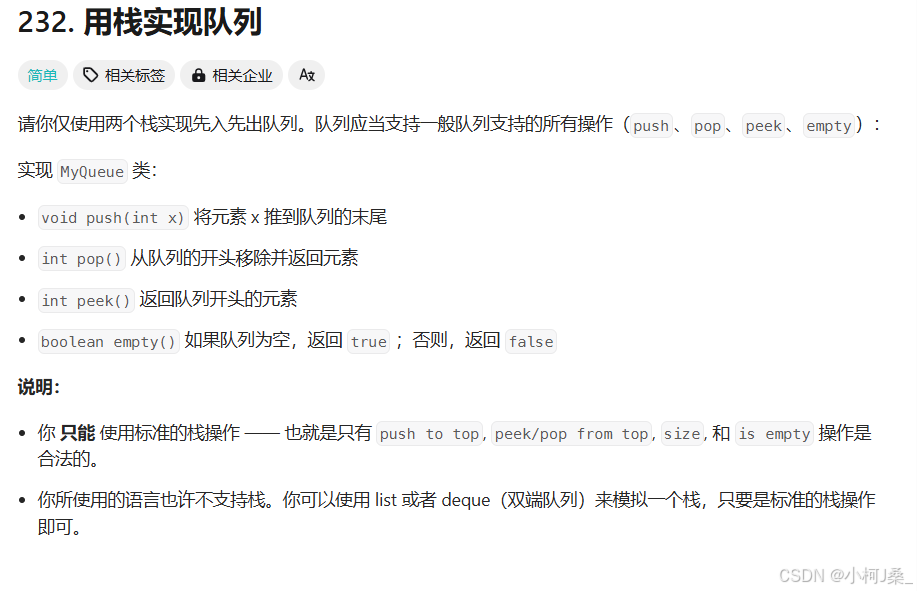 232. 用栈实现队列
简单 相关标签 相关企业 Aあ
请你仅使用两个栈实现先入先出队列。队列应当支持一般队列支持的所有操作（push、pop、peek、empty）：
实现 MyQueue 类：
• void push(int x) 将元素 x 推到队列的末尾
• int pop() 从队列的开头移除并返回元素
• int peek() 返回队列开头的元素
• boolean empty() 如果队列为空，返回 true ；否则，返回 false
说明：
• 你 只能 使用标准的栈操作 —— 也就是只有 push to top, peek/pop from top, size, 和 is empty 操作是
合法的。
• 你所使用的语言也许不支持栈。你可以使用 list 或者 deque（双端队列）来模拟一个栈，只要是标准的栈操作
即可。
CSDN @小柯J桑_